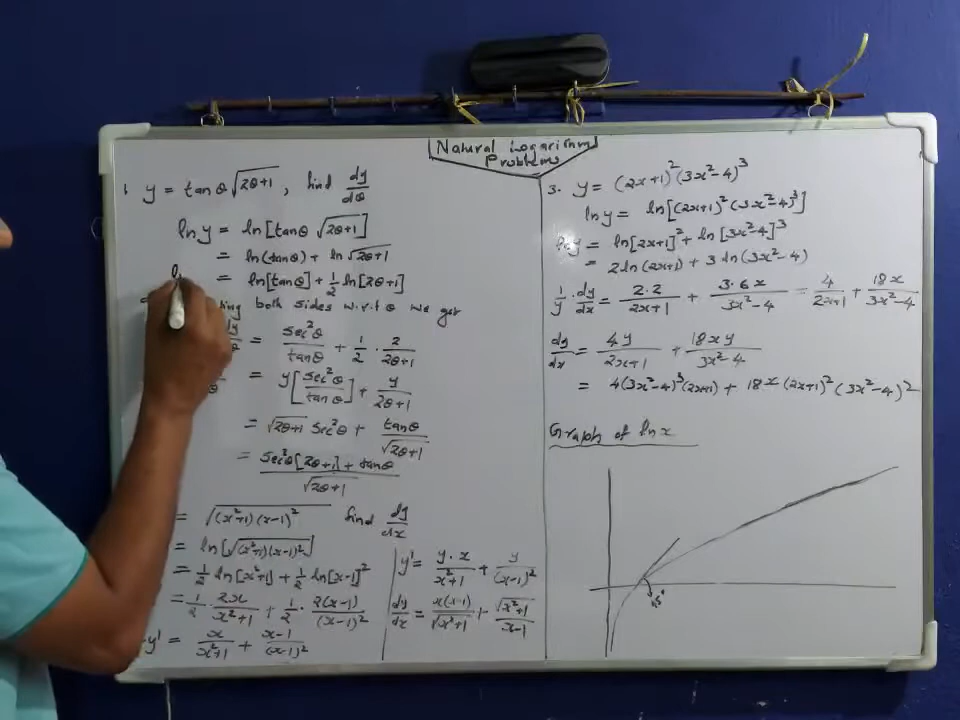 Natural Logarithm
Problems
1. y = tanθ √(2θ+1) , find dy/dθ
ln y = ln[tanθ √(2θ+1)]
= ln(tanθ) + ln √(2θ+1)
= ln[tanθ] + 1/2 ln[2θ+1]
both sides w.r.t θ we get
= sec²θ/tanθ + 1/2 · 2/(2θ+1)
= y[sec²θ/tanθ] + y/(2θ+1)
= √(2θ+1) sec²θ + tanθ/√(2θ+1)
= (sec²θ[2θ+1] + tanθ)/√(2θ+1)
= √((x²+1)(x-1)²) find dy/dx
= ln[√((x²+1)(x-1)²)]
= 1/2 ln[x²+1] + 1/2 ln[x-1]²
= 1/2 · 2x/(x²+1) + 1/2 · 2(x-1)/(x-1)²
y' = x/(x²+1) + (x-1)/(x-1)²
y' = y·x/(x²+1) + y/(x-1)²
dy/dx = x(x-1)/√(x²+1) + √(x²+1)/(x-1)
3. y = (2x+1)² (3x²-4)³
ln y = ln[(2x+1)² (3x²-4)³]
ln y = ln[2x+1]² + ln[3x²-4]³
= 2 ln(2x+1) + 3 ln(3x²-4)
1/y · dy/dx = 2·2/(2x+1) + 3·6x/(3x²-4) = 4/(2x+1) + 18x/(3x²-4)
dy/dx = 4y/(2x+1) + 18xy/(3x²-4)
= 4(3x²-4)³(2x+1) + 18x(2x+1)²(3x²-4)²
Graph of ln x
45°